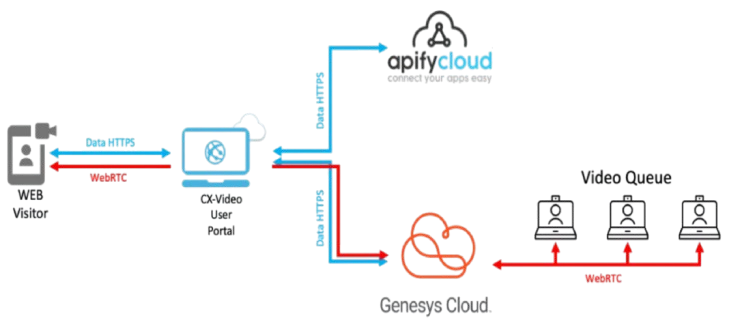 apifycloud
connect your apps easy
Data HTTPS
Data HTTPS
WebRTC
WEB
Visitor
CX-Video
User
Portal
Data HTTPS
Video Queue
WebRTC
Genesys Cloud.